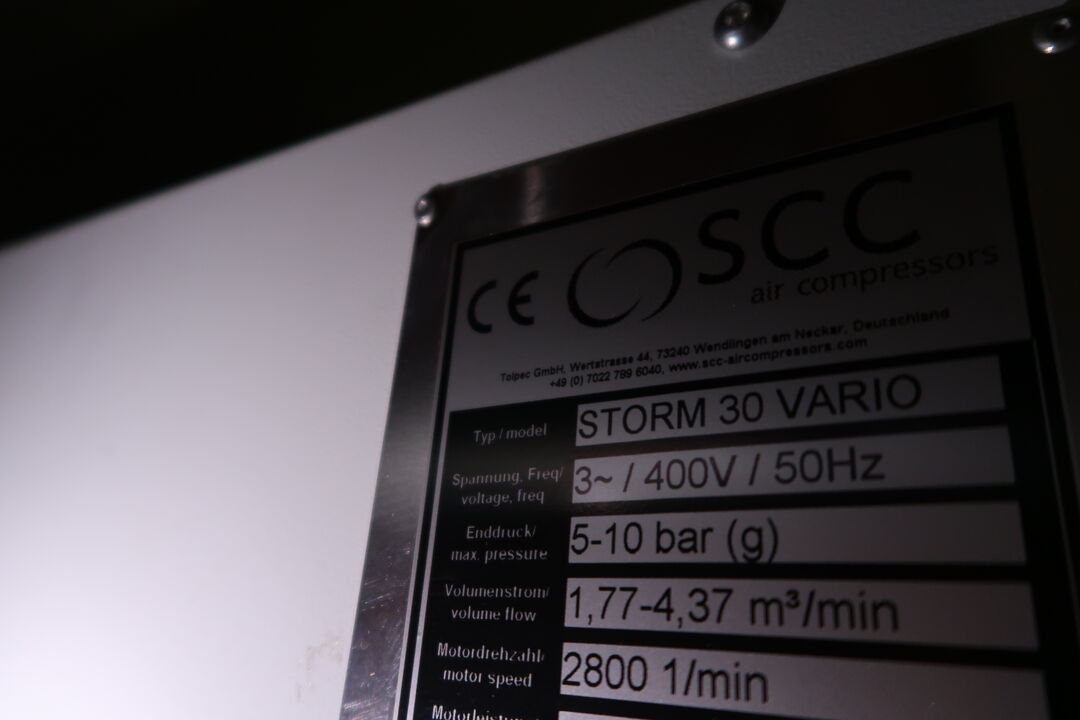 CE SCC
air compressors
Tolpec GmbH, Wertstrasse 44, 73240 Wendlingen am Neckar, Deutschland
+49 (0) 7022 789 6040, www.scc-aircompressors.com
Typ / model STORM 30 VARIO
Spannung, Freq/
voltage, freq 3~ / 400V / 50Hz
Enddruck/
max. pressure 5-10 bar (g)
Volumenstrom/
volume flow 1,77-4,37 m³/min
Motordrehzahl/
motor speed 2800 1/min